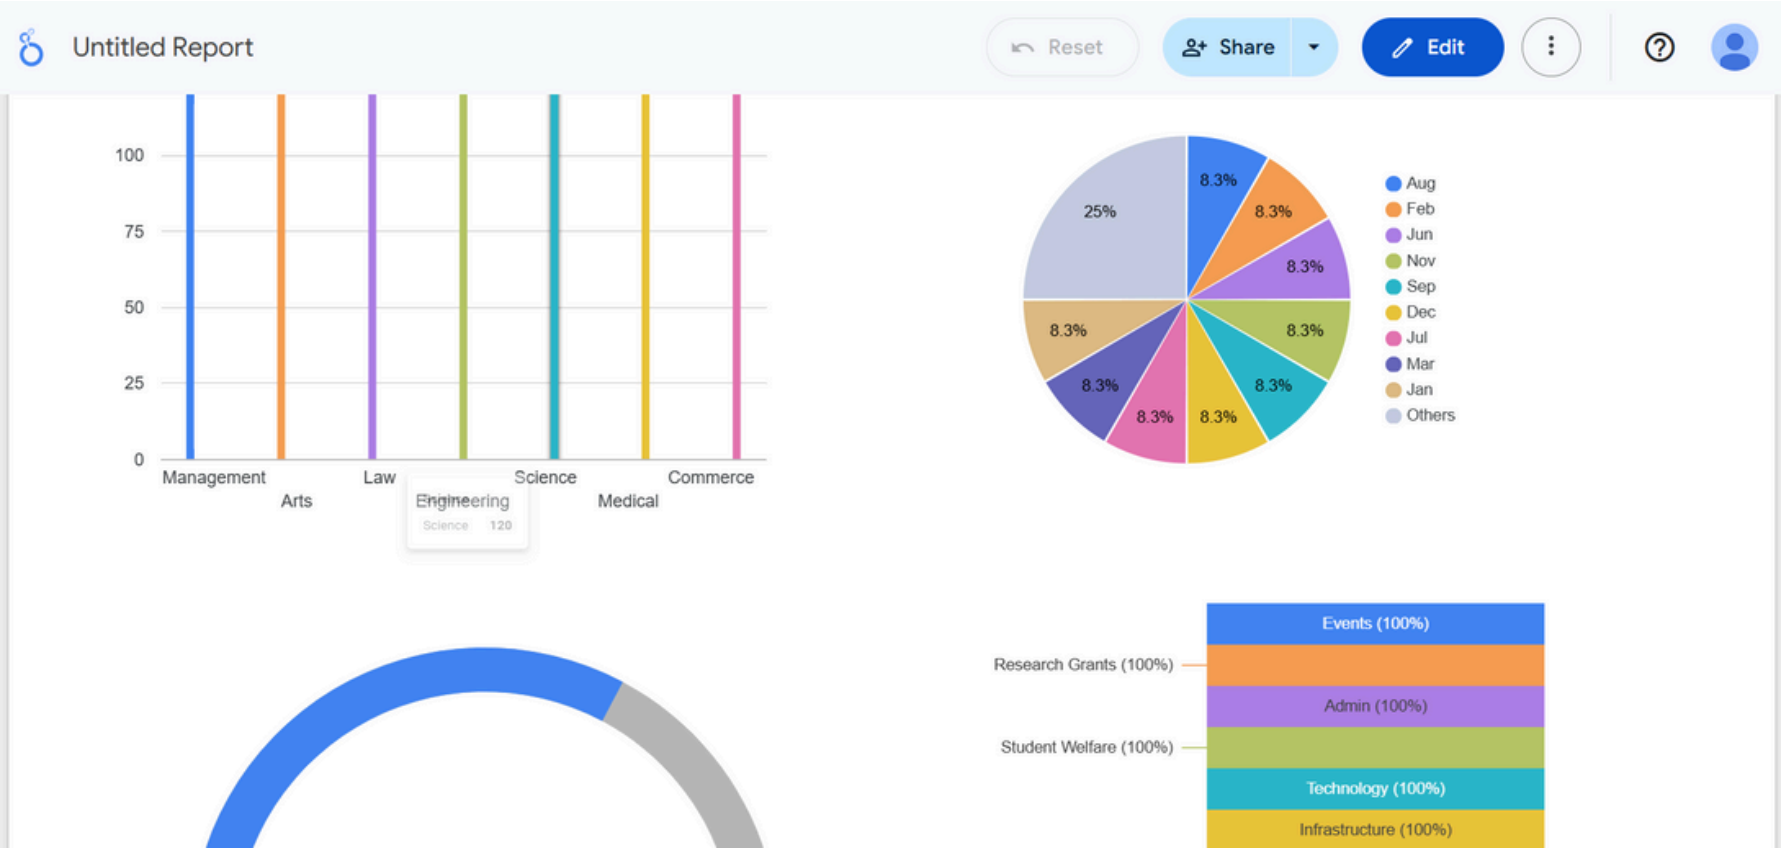 Untitled Report
Reset
Share
Edit
100
75
50
25
0
Management
Arts
Law
Engineering
Science
Medical
Commerce
Science 120
8.3%
8.3%
8.3%
8.3%
8.3%
8.3%
8.3%
8.3%
8.3%
25%
Aug
Feb
Jun
Nov
Sep
Dec
Jul
Mar
Jan
Others
Events (100%)
Research Grants (100%)
Admin (100%)
Student Welfare (100%)
Technology (100%)
Infrastructure (100%)